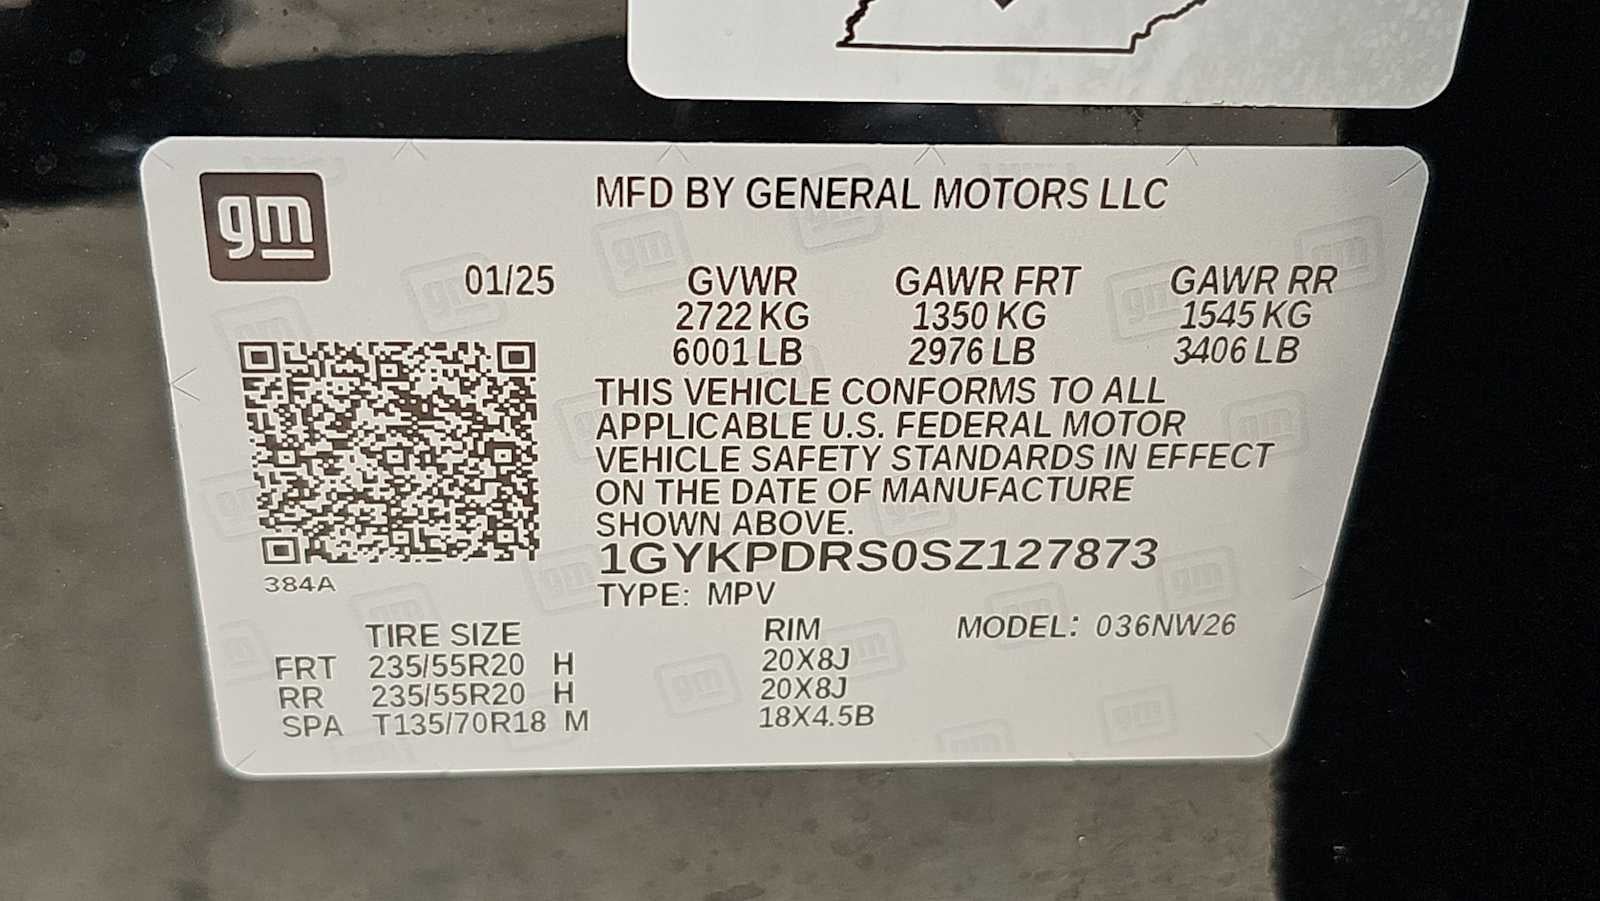 gm
MFD BY GENERAL MOTORS LLC
01/25 GVWR GAWR FRT GAWR RR
2722 KG 1350 KG 1545 KG
6001 LB 2976 LB 3406 LB
THIS VEHICLE CONFORMS TO ALL
APPLICABLE U.S. FEDERAL MOTOR
VEHICLE SAFETY STANDARDS IN EFFECT
ON THE DATE OF MANUFACTURE
SHOWN ABOVE.
1GYKPDRS0SZ127873
384A
TYPE: MPV
TIRE SIZE RIM MODEL: 036NW26
FRT 235/55R20 H 20X8J
RR 235/55R20 H 20X8J
SPA T135/70R18 M 18X4.5B